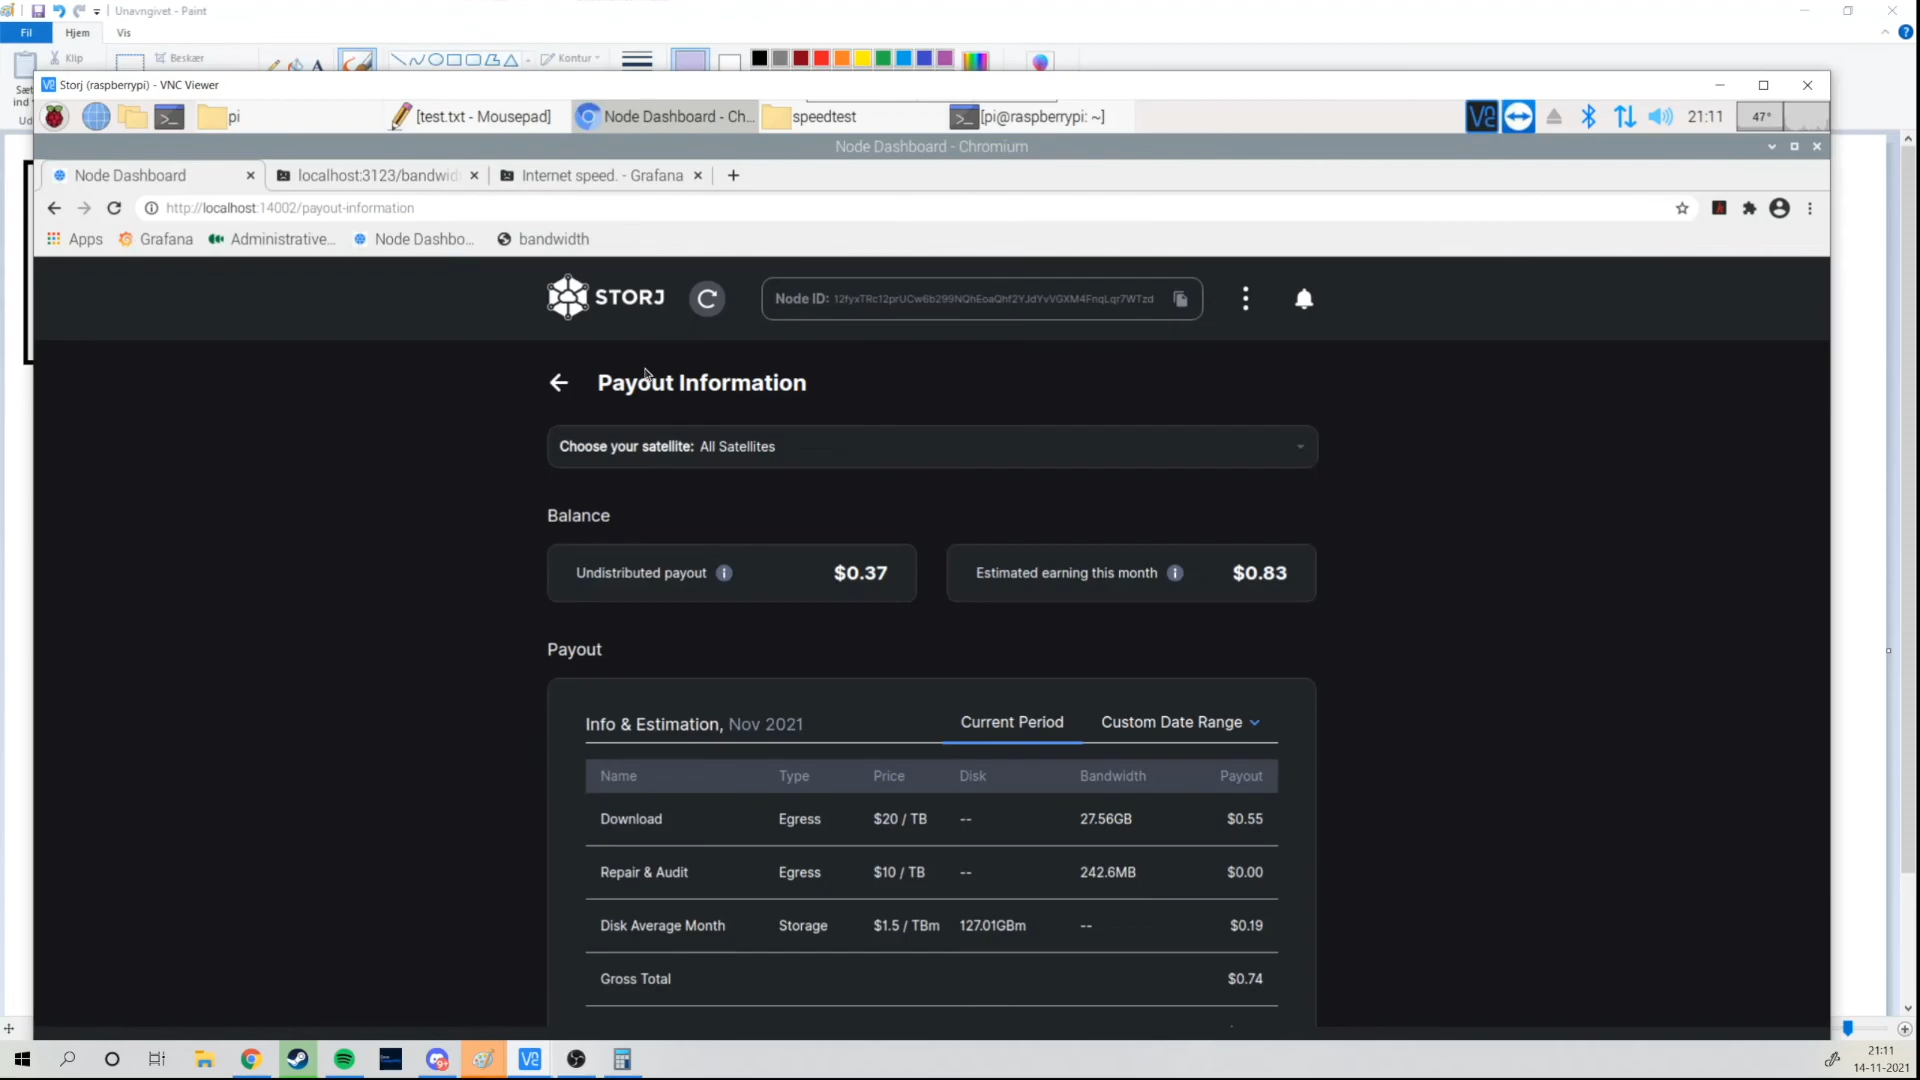 Unavngivet - Paint
Fil Hjem Vis
Klip Beskær Kontur
Sæt
ind
Ud
Storj (raspberrypi) - VNC Viewer
pi [test.txt - Mousepad] Node Dashboard - Ch... speedtest [pi@raspberrypi: ~] 21:11 47°
Node Dashboard - Chromium
Node Dashboard localhost:3123/bandwid Internet speed. - Grafana
http://localhost:14002/payout-information
Apps Grafana Administrative... Node Dashbo... bandwidth
STORJ Node ID: 12fyxTRc12prUCw6b299NQhEoaQhf2YJdYvVGXM4FnqLqr7WTzd
Payout Information
Choose your satellite: All Satellites
Balance
Undistributed payout $0.37 Estimated earning this month $0.83
Payout
Info & Estimation, Nov 2021 Current Period Custom Date Range
Name Type Price Disk Bandwidth Payout
Download Egress $20 / TB -- 27.56GB $0.55
Repair & Audit Egress $10 / TB -- 242.6MB $0.00
Disk Average Month Storage $1.5 / TBm 127.01GBm -- $0.19
Gross Total $0.74
21:11
14-11-2021